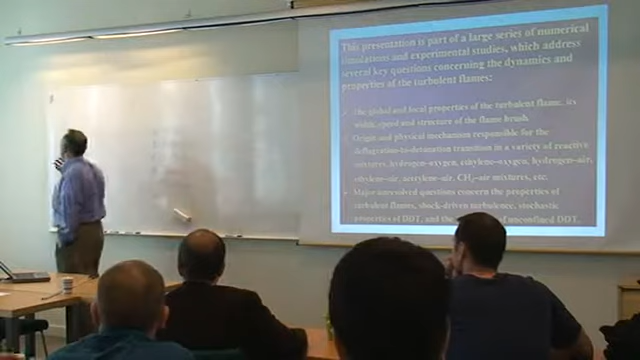 This presentation is part of a large series of numerical
simulations and experimental studies, which address
several key questions concerning the dynamics and
properties of the turbulent flames:
The global and local properties of the turbulent flame, its
width, speed and structure of the flame brush
Origin and physical mechanism responsible for the
deflagration-to-detonation transition in a variety of reactive
mixtures, hydrogen-oxygen, ethylene-oxygen, hydrogen-air,
ethylene-air, acetylene-air, CH4-air mixtures, etc.
Major unresolved questions concern the properties of
turbulent flames, shock-driven turbulence, stochastic
properties of DDT, and the of unconfined DDT.